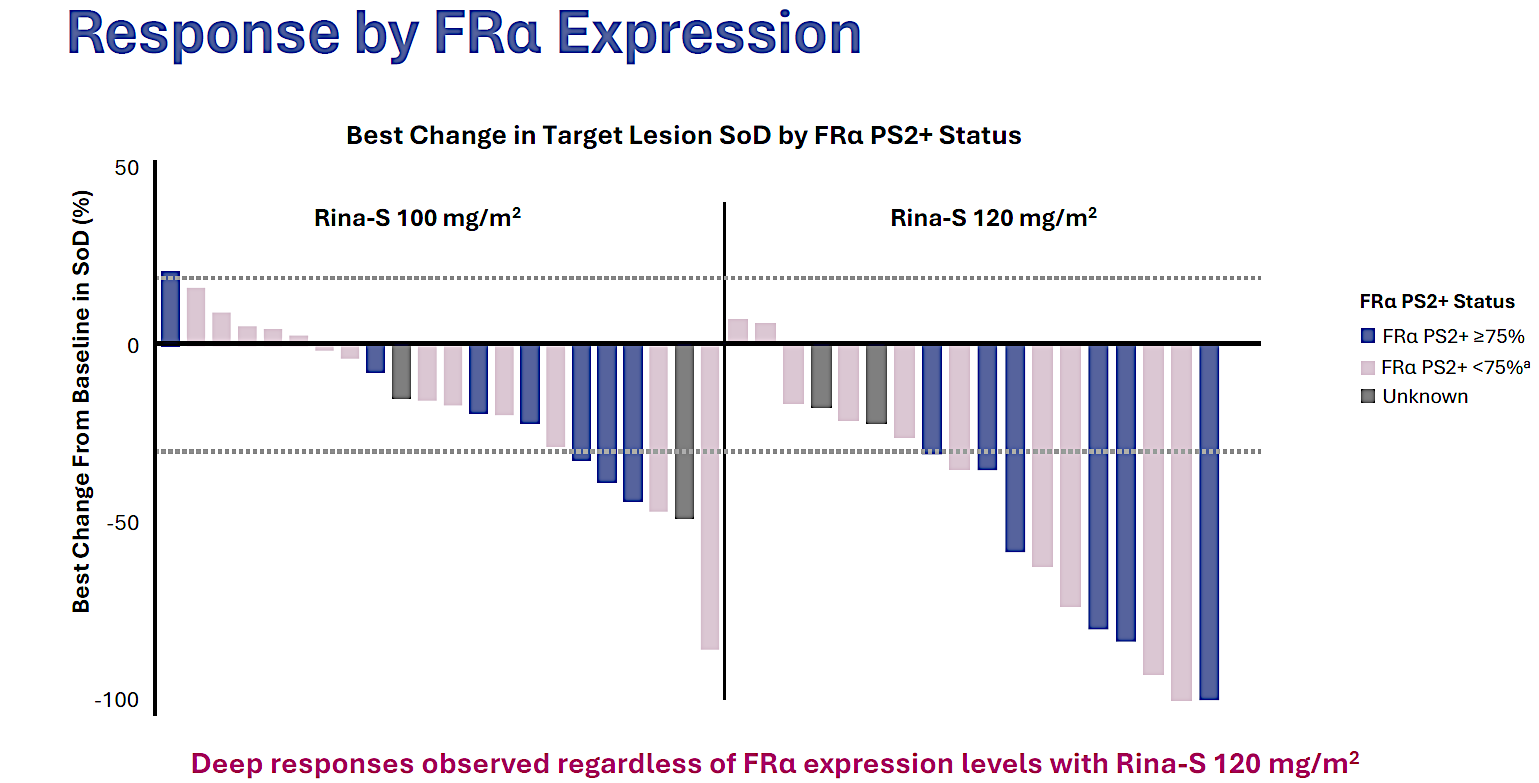 Response by FRα Expression
Best Change in Target Lesion SoD by FRα PS2+ Status
Best Change From Baseline in SoD (%)
50
0
-50
-100
Rina-S 100 mg/m²
Rina-S 120 mg/m²
FRα PS2+ Status
FRα PS2+ ≥75%
FRα PS2+ <75%ᵃ
Unknown
Deep responses observed regardless of FRα expression levels with Rina-S 120 mg/m²